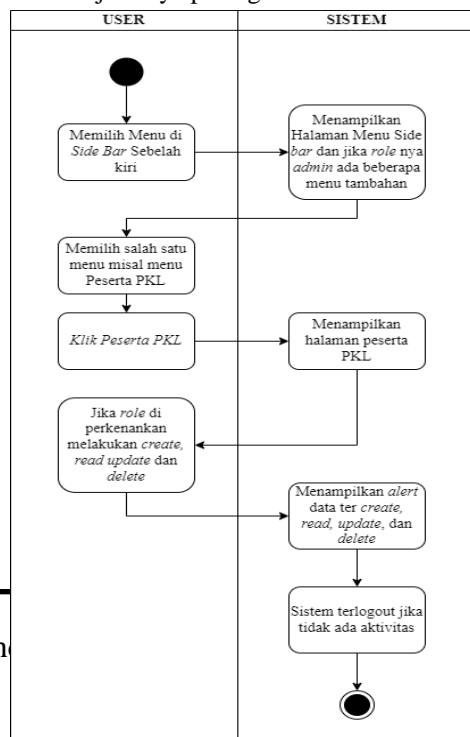 USER
SISTEM
Memilih Menu di
Side Bar Sebelah
kiri
Menampilkan
Halaman Menu Side
bar dan jika role nya
admin ada beberapa
menu tambahan
Memilih salah satu
menu misal menu
Peserta PKL
Klik Peserta PKL
Menampilkan
halaman peserta
PKL
Jika role di
perkenankan
melakukan create,
read update dan
delete
Menampilkan alert
data ter create,
read, update, dan
delete
Sistem terlogout jika
tidak ada aktivitas